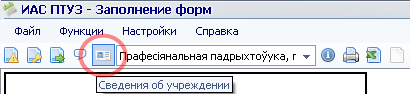 ИАС ПТУЗ - Заполнение форм
Файл Функции Настройки Справка
Прафесіянальная падрыхтоўка, г
Сведения об учреждении